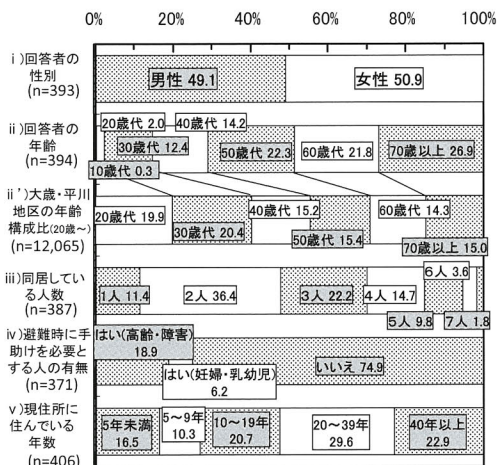 0% 20% 40% 60% 80% 100%
ⅰ)回答者の
性別
(n=393)
男性 49.1
女性 50.9
ⅱ)回答者の
年齢
(n=394)
20歳代 2.0
40歳代 14.2
30歳代 12.4
50歳代 22.3
60歳代 21.8
70歳以上 26.9
10歳代 0.3
ⅱ')大歳・平川
地区の年齢
構成比(20歳～)
(n=12,065)
20歳代 19.9
40歳代 15.2
60歳代 14.3
30歳代 20.4
50歳代 15.4
70歳以上 15.0
ⅲ)同居してい
る人数
(n=387)
6人 3.6
1人 11.4
2人 36.4
3人 22.2
4人 14.7
5人 9.8
7人 1.8
ⅳ)避難時に手
助けを必要と
する人の有無
(n=371)
はい(高齢・障害)
18.9
いいえ 74.9
はい(妊婦・乳幼児)
6.2
ⅴ)現住所に
住んでいる
年数
(n=406)
5年未満
16.5
5～9年
10.3
10～19年
20.7
20～39年
29.6
40年以上
22.9